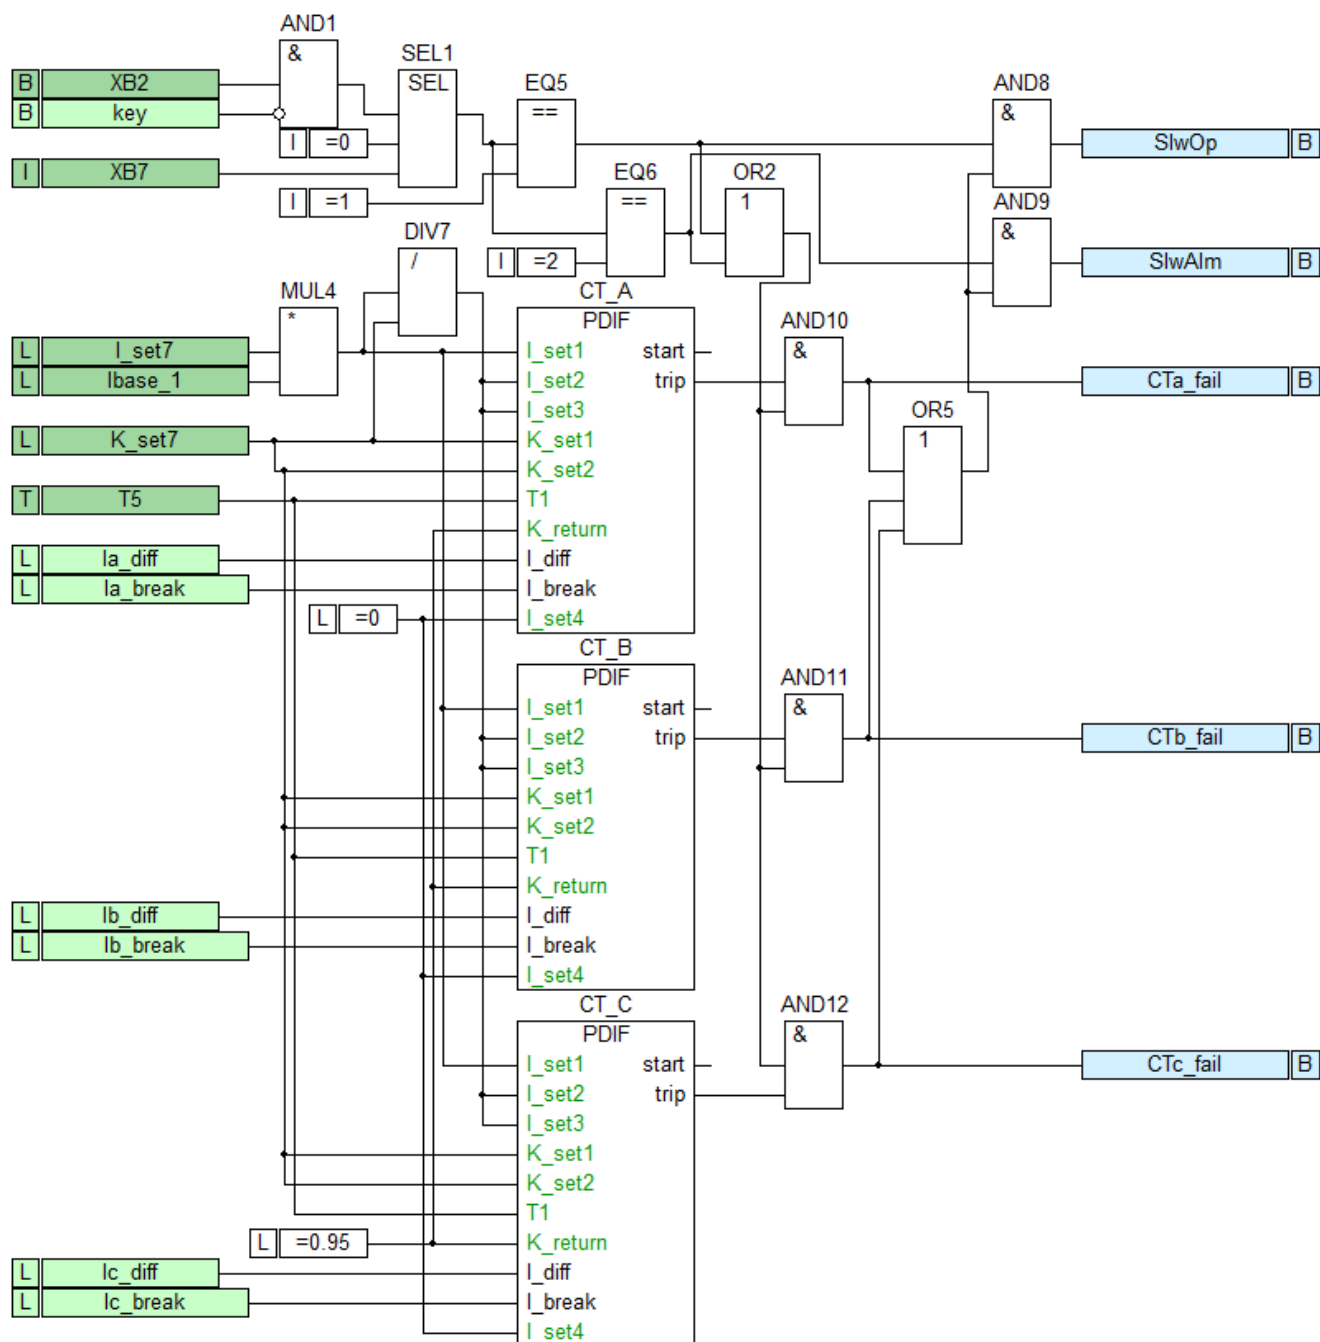 AND1
&
SEL1
SEL
EQ5
==
AND8
&
B XB2
B key
I =0
SlwOp B
I XB7
I =1
EQ6
==
OR2
1
AND9
&
DIV7
/
I =2
SlwAlm B
MUL4
*
CT_A
PDIF
AND10
&
L I_set7
I_set1 start
L Ibase_1
I_set2 trip
CTa_fail B
I_set3
OR5
1
L K_set7
K_set1
K_set2
T T5
T1
K_return
L Ia_diff
I_diff
L Ia_break
I_break
L =0
I_set4
CT_B
PDIF
AND11
&
I_set1 start
I_set2 trip
CTb_fail B
I_set3
K_set1
K_set2
T1
K_return
L Ib_diff
I_diff
L Ib_break
I_break
I_set4
CT_C
PDIF
AND12
&
I_set1 start
CTc_fail B
I_set2 trip
I_set3
K_set1
K_set2
T1
L =0.95
K_return
L Ic_diff
I_diff
L Ic_break
I_break
I_set4